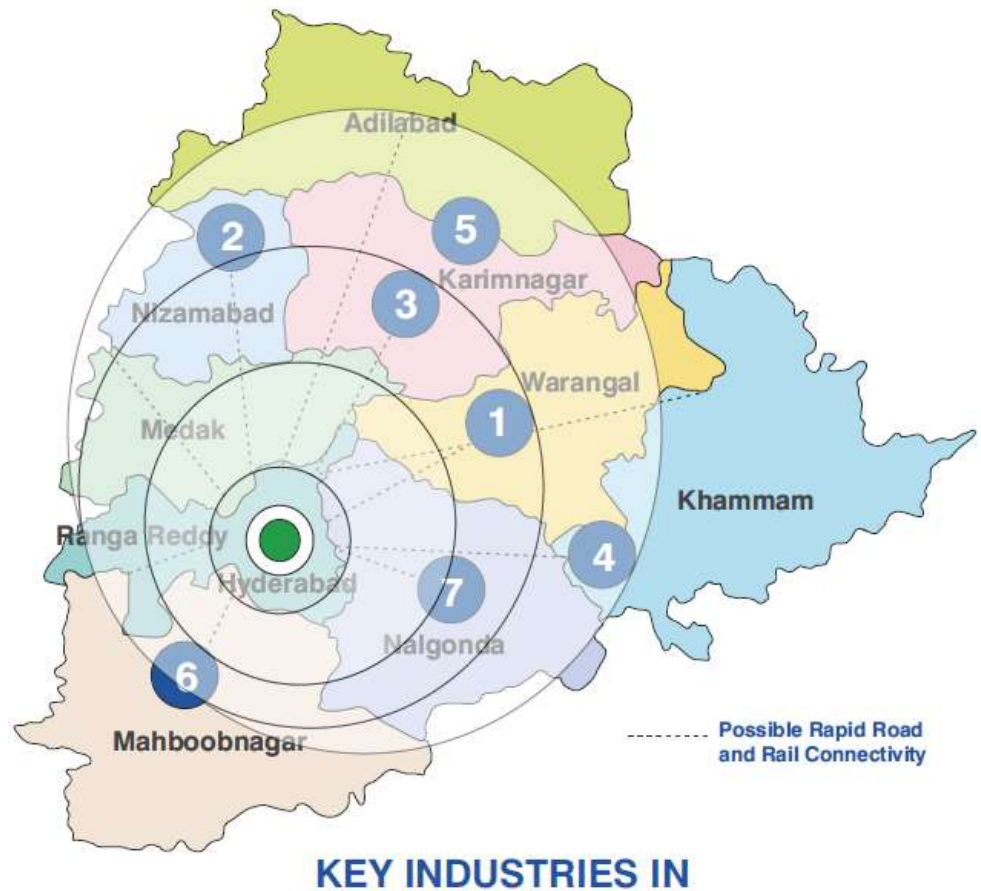 Adilabad
2
5
Karimnagar
3
Nizamabad
Warangal
1
Medak
Khammam
Ranga Reddy
4
Hyderabad
7
Nalgonda
6
Mahboobnagar
Possible Rapid Road
and Rail Connectivity
KEY INDUSTRIES IN